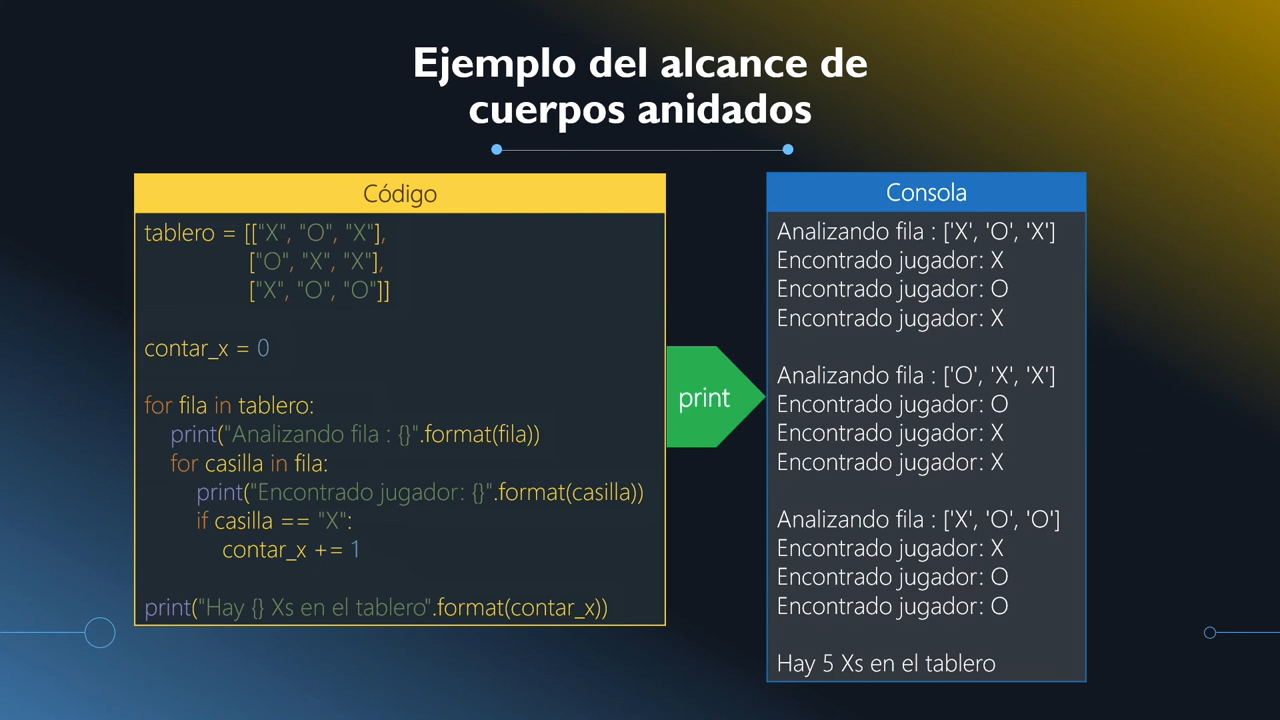 Ejemplo del alcance de
cuerpos anidados
Código
tablero = [["X", "O", "X"],
["O", "X", "X"],
["X", "O", "O"]]
contar_x = 0
for fila in tablero:
print("Analizando fila : {}".format(fila))
for casilla in fila:
print("Encontrado jugador: {}".format(casilla))
if casilla == "X":
contar_x += 1
print("Hay {} Xs en el tablero".format(contar_x))
print
Consola
Analizando fila : ['X', 'O', 'X']
Encontrado jugador: X
Encontrado jugador: O
Encontrado jugador: X
Analizando fila : ['O', 'X', 'X']
Encontrado jugador: O
Encontrado jugador: X
Encontrado jugador: X
Analizando fila : ['X', 'O', 'O']
Encontrado jugador: X
Encontrado jugador: O
Encontrado jugador: O
Hay 5 Xs en el tablero